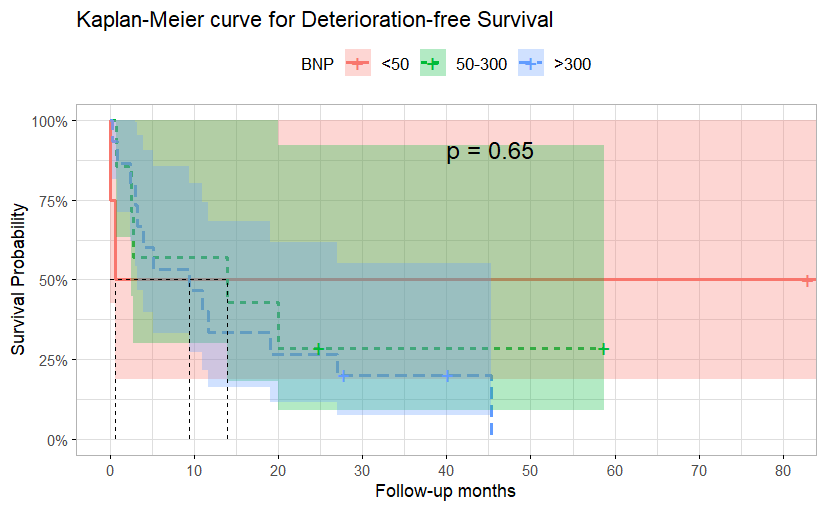 Kaplan-Meier curve for Deterioration-free Survival
BNP <50 50-300 >300
p = 0.65
Survival Probability
100%
75%
50%
25%
0%
0 10 20 30 40 50 60 70 80
Follow-up months